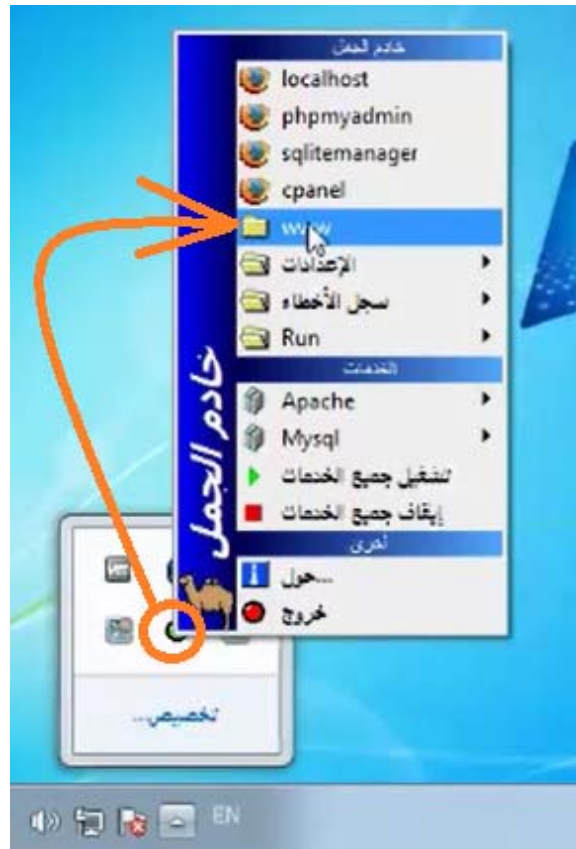 خادم الجمل
localhost
phpmyadmin
sqlitemanager
cpanel
www
الإعدادات
سجل الأخطاء
Run
الخدمات
Apache
Mysql
تشغيل جميع الخدمات
إيقاف جميع الخدمات
أخرى
حول...
خروج
خادم الجمل
تخصيص...
EN